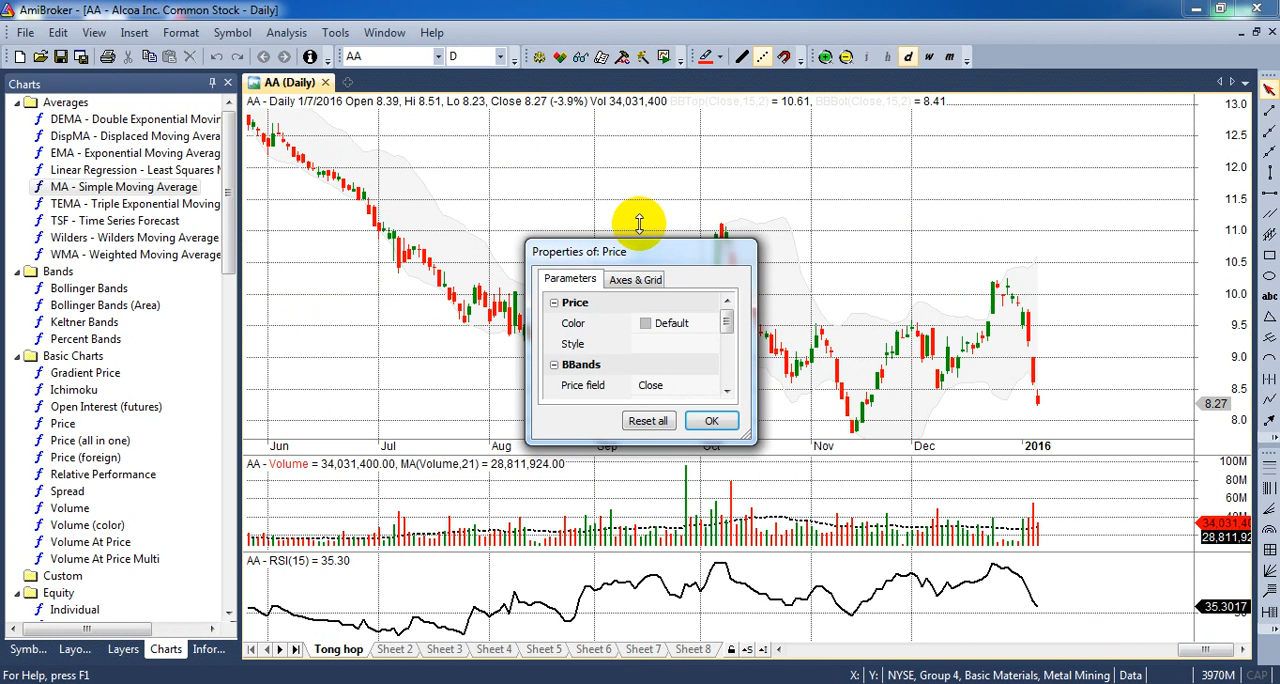 AmiBroker - [AA - Alcoa Inc. Common Stock - Daily]
File Edit View Insert Format Symbol Analysis Tools Window Help
AA D i h d w m
Charts
AA (Daily)
Averages
DEMA - Double Exponential Movin
DispMA - Displaced Moving Avera
EMA - Exponential Moving Averag
Linear Regression - Least Squares
MA - Simple Moving Average
TEMA - Triple Exponential Moving
TSF - Time Series Forecast
Wilders - Wilders Moving Average
WMA - Weighted Moving Average
Bands
Bollinger Bands
Bollinger Bands (Area)
Keltner Bands
Percent Bands
Basic Charts
Gradient Price
Ichimoku
Open Interest (futures)
Price
Price (all in one)
Price (foreign)
Relative Performance
Spread
Volume
Volume (color)
Volume At Price
Volume At Price Multi
Custom
Equity
Individual
Symb... Layo... Layers Charts Infor...
AA - Daily 1/7/2016 Open 8.39, Hi 8.51, Lo 8.23, Close 8.27 (-3.9%) Vol 34,031,400 BBTop(Close,15,2) = 10.61, BBBot(Close,15,2) = 8.41
13.0
12.5
12.0
11.5
11.0
10.5
10.0
9.5
9.0
8.5
8.27
8.0
Properties of: Price
Parameters Axes & Grid
Price
Color Default
Style
BBands
Price field Close
Reset all OK
Jun Jul Aug Sep Oct Nov Dec 2016
AA - Volume = 34,031,400.00, MA(Volume,21) = 28,811,924.00
100M
80M
60M
34,031,40
28,811,92
AA - RSI(15) = 35.30
35.3017
Tong hop Sheet 2 Sheet 3 Sheet 4 Sheet 5 Sheet 6 Sheet 7 Sheet 8
abc
For Help, press F1 X: Y: NYSE, Group 4, Basic Materials, Metal Mining Data 3970M CAP